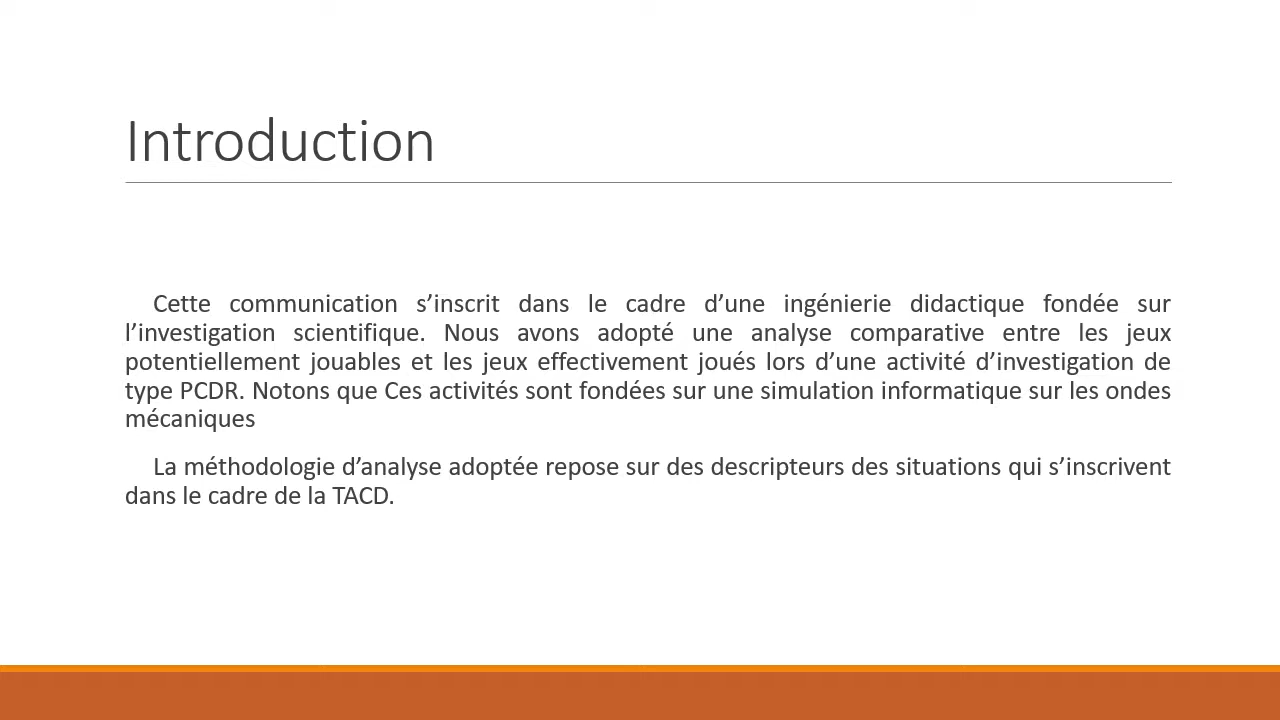 Introduction
Cette communication s’inscrit dans le cadre d’une ingénierie didactique fondée sur
l’investigation scientifique. Nous avons adopté une analyse comparative entre les jeux
potentiellement jouables et les jeux effectivement joués lors d’une activité d’investigation de
type PCDR. Notons que Ces activités sont fondées sur une simulation informatique sur les ondes
mécaniques
La méthodologie d’analyse adoptée repose sur des descripteurs des situations qui s’inscrivent
dans le cadre de la TACD.